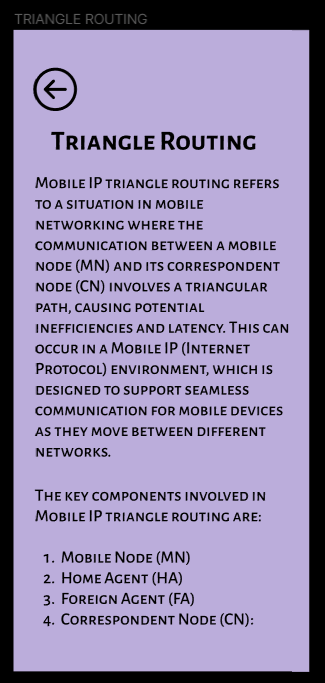 TRIANGLE ROUTING
Triangle Routing
Mobile IP triangle routing refers
to a situation in mobile
networking where the
communication between a mobile
node (MN) and its correspondent
node (CN) involves a triangular
path, causing potential
inefficiencies and latency. This can
occur in a Mobile IP (Internet
Protocol) environment, which is
designed to support seamless
communication for mobile devices
as they move between different
networks.
The key components involved in
Mobile IP triangle routing are:
1. Mobile Node (MN)
2. Home Agent (HA)
3. Foreign Agent (FA)
4. Correspondent Node (CN):